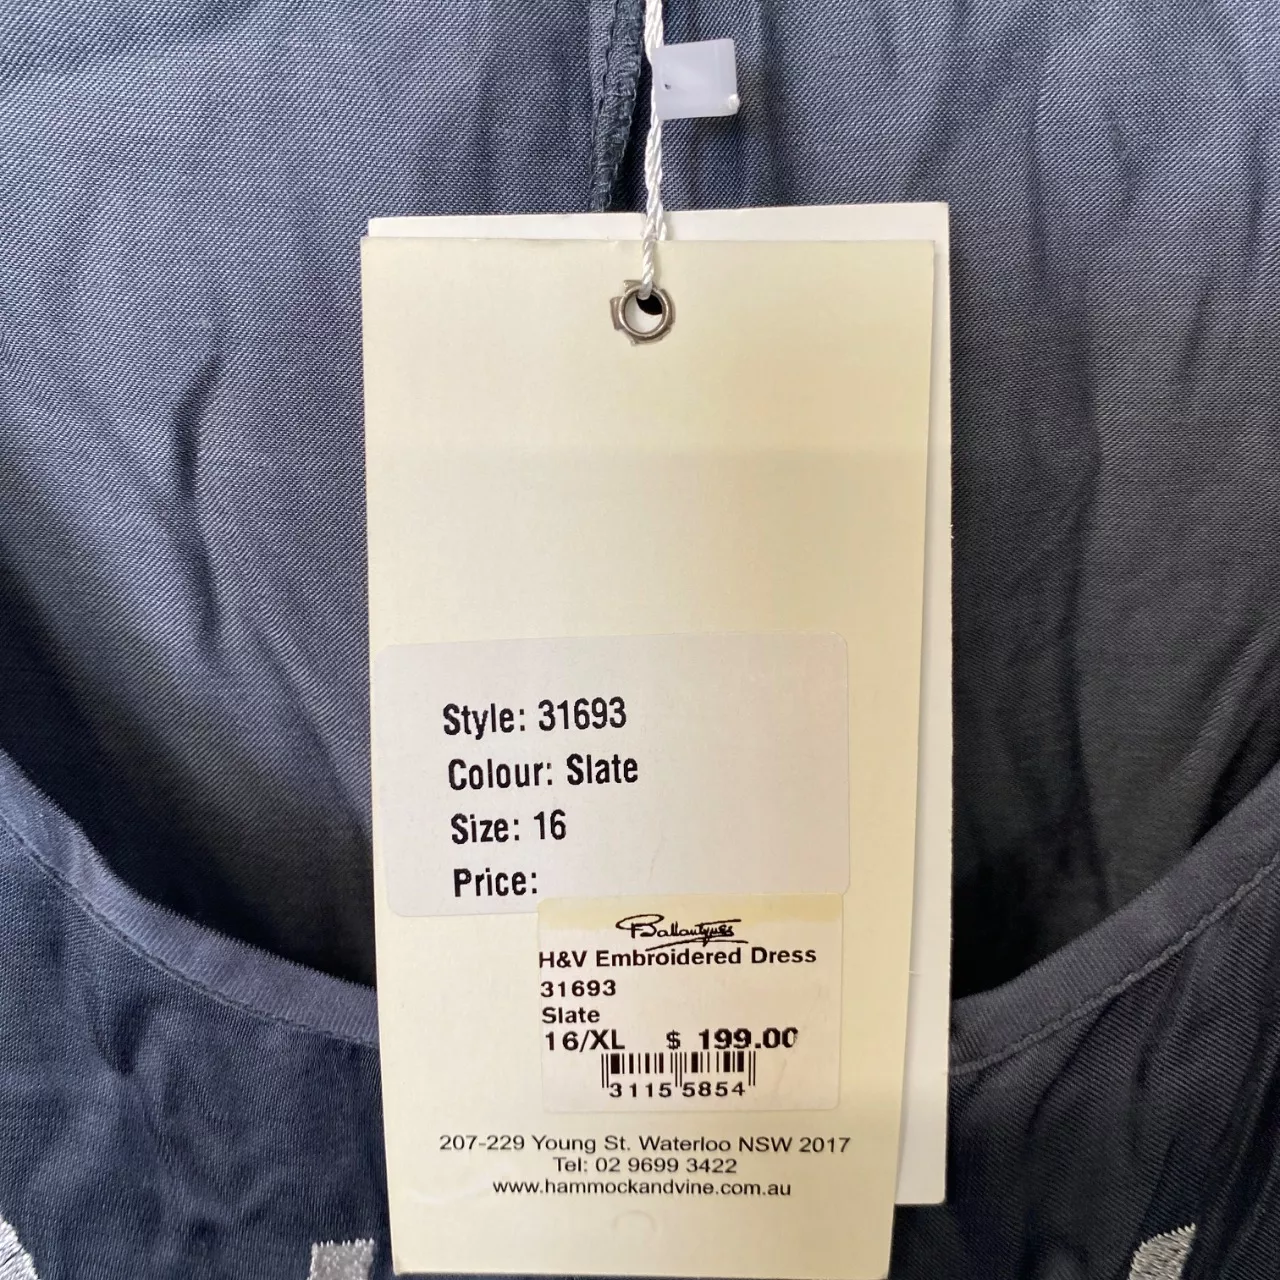 Style: 31693
Colour: Slate
Size: 16
Price:
Ballantynes
H&V Embroidered Dress
31693
Slate
16/XL $ 199.00
3115 5854
207-229 Young St. Waterloo NSW 2017
Tel: 02 9699 3422
www.hammockandvine.com.au